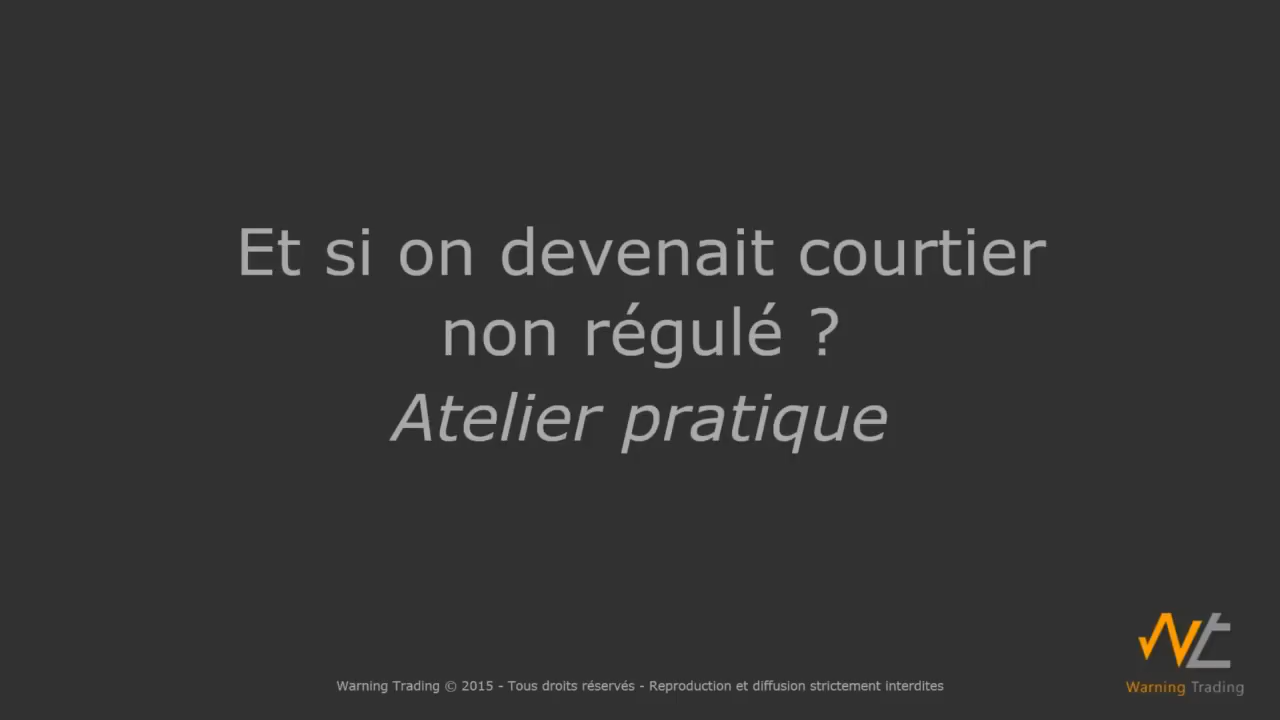 Et si on devenait courtier
non régulé ?
Atelier pratique
Warning Trading © 2015 - Tous droits réservés - Reproduction et diffusion strictement interdites
Warning Trading